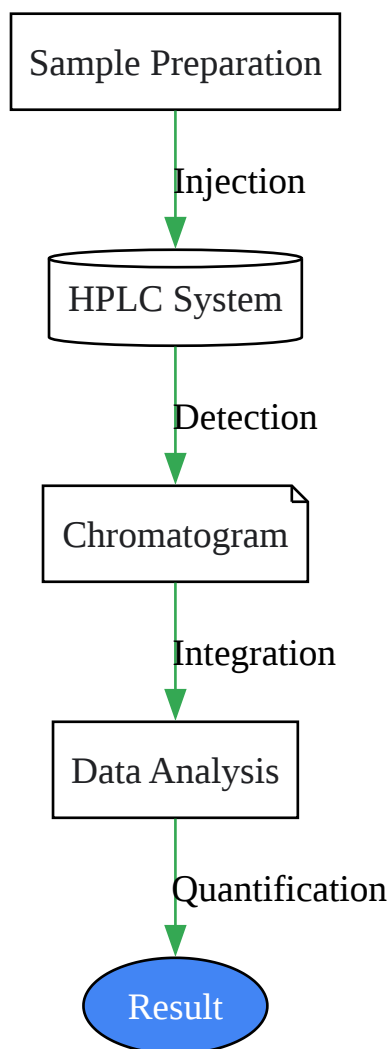 Sample Preparation
Injection
HPLC System
Detection
Chromatogram
Integration
Data Analysis
Quantification
Result